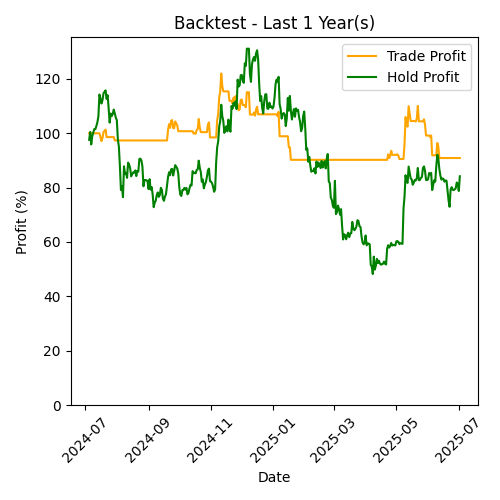 Backtest - Last 1 Year(s)
Trade Profit
Hold Profit
Profit (%)
120
100
80
60
40
20
0
2024-07
2024-09
2024-11
2025-01
2025-03
2025-05
2025-07
Date